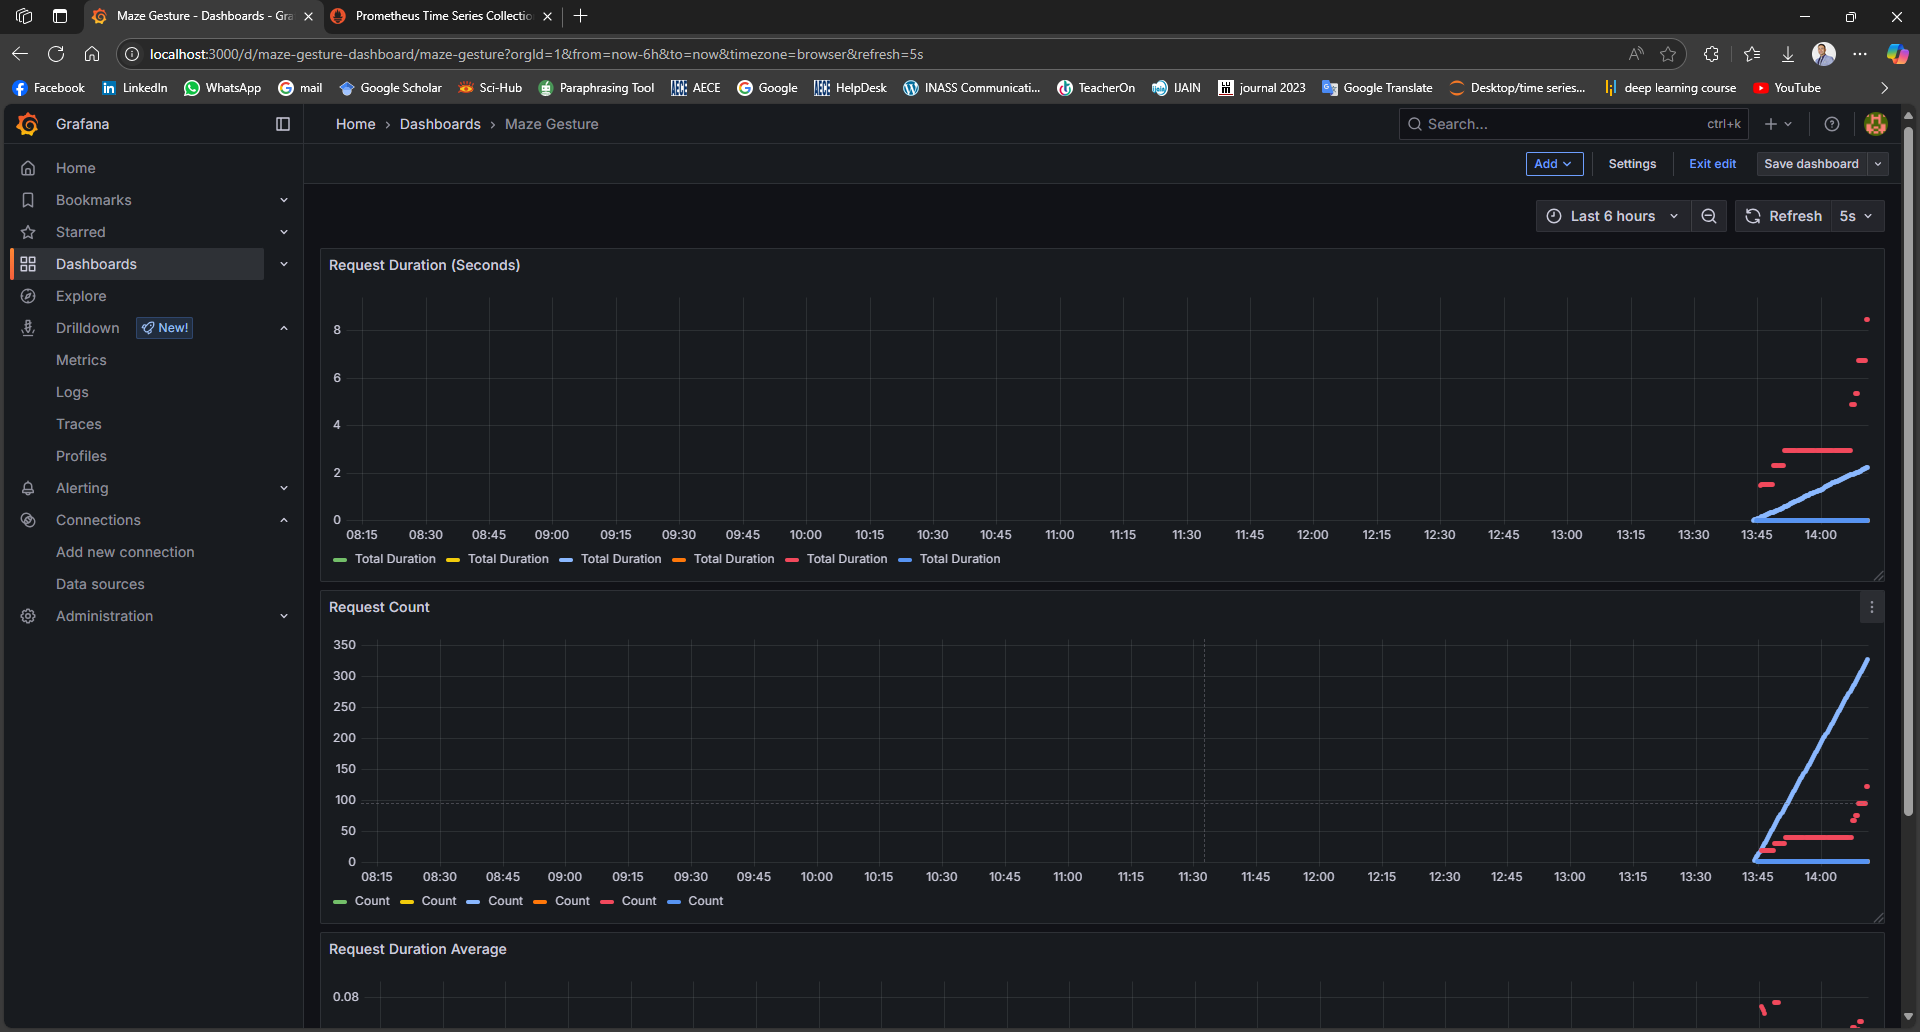 Maze Gesture - Dashboards - Gra
Prometheus Time Series Collectio
localhost:3000/d/maze-gesture-dashboard/maze-gesture?orgId=1&from=now-6h&to=now&timezone=browser&refresh=5s
Facebook LinkedIn WhatsApp mail Google Scholar Sci-Hub Paraphrasing Tool AECE Google HelpDesk INASS Communicati... TeacherOn IJAIN journal 2023 Google Translate Desktop/time series... deep learning course YouTube
Grafana
Home › Dashboards › Maze Gesture
Search... ctrl+k
Add Settings Exit edit Save dashboard
Home
Bookmarks
Starred
Dashboards
Explore
Drilldown New!
Metrics
Logs
Traces
Profiles
Alerting
Connections
Add new connection
Data sources
Administration
Last 6 hours Refresh 5s
Request Duration (Seconds)
8
6
4
2
0
08:15 08:30 08:45 09:00 09:15 09:30 09:45 10:00 10:15 10:30 10:45 11:00 11:15 11:30 11:45 12:00 12:15 12:30 12:45 13:00 13:15 13:30 13:45 14:00
Total Duration Total Duration Total Duration Total Duration Total Duration Total Duration
Request Count
350
300
250
200
150
100
50
0
08:15 08:30 08:45 09:00 09:15 09:30 09:45 10:00 10:15 10:30 10:45 11:00 11:15 11:30 11:45 12:00 12:15 12:30 12:45 13:00 13:15 13:30 13:45 14:00
Count Count Count Count Count Count
Request Duration Average
0.08